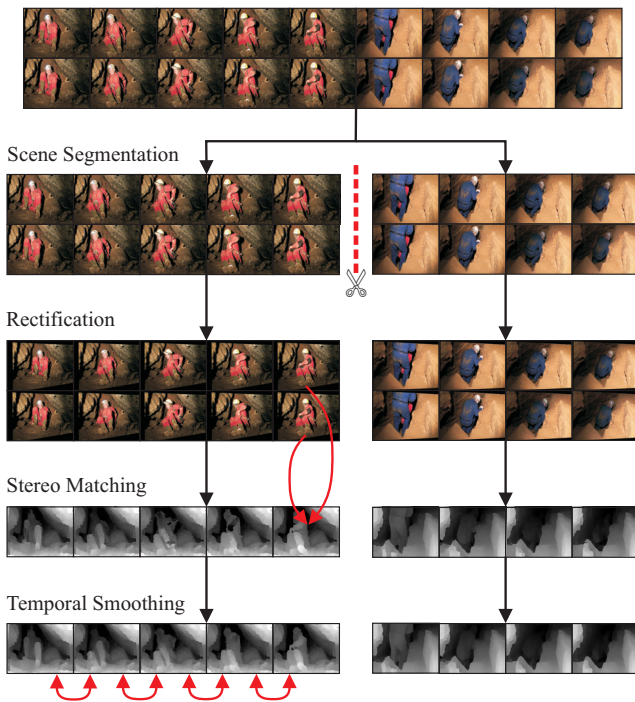 Scene Segmentation
Rectification
Stereo Matching
Temporal Smoothing